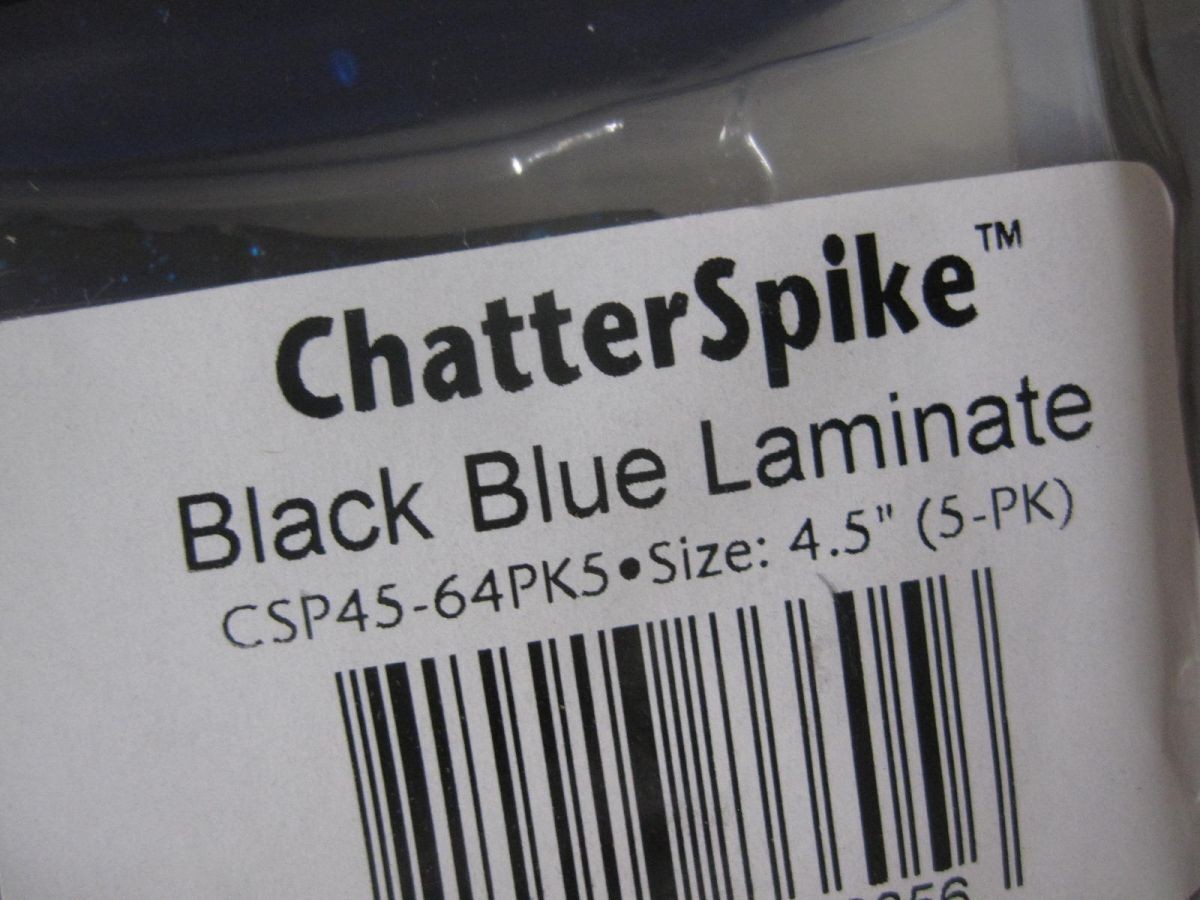 ChatterSpike™
Black Blue Laminate
CSP45-64PK5•Size: 4.5" (5-PK)